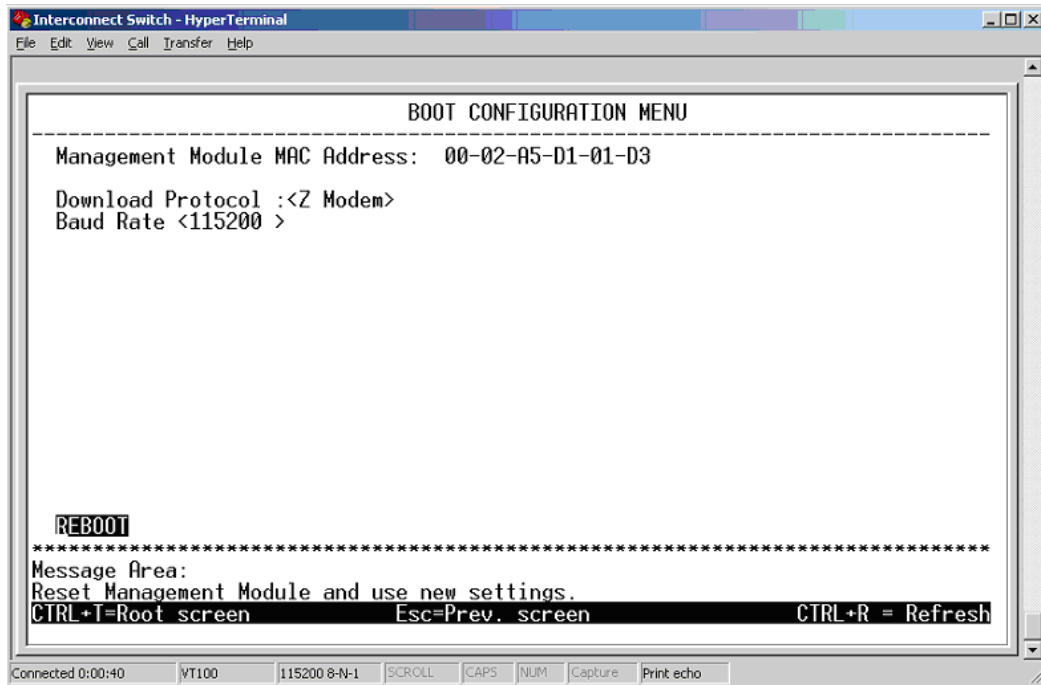 Interconnect Switch - HyperTerminal
File Edit View Call Transfer Help
BOOT CONFIGURATION MENU
--------------------------------------------------------------------------------
Management Module MAC Address: 00-02-A5-D1-01-D3
Download Protocol :<Z Modem>
Baud Rate <115200 >
REBOOT
********************************************************************************
Message Area:
Reset Management Module and use new settings.
CTRL+T=Root screen Esc=Prev. screen CTRL+R = Refresh
Connected 0:00:40 VT100 115200 8-N-1 SCROLL CAPS NUM Capture Print echo